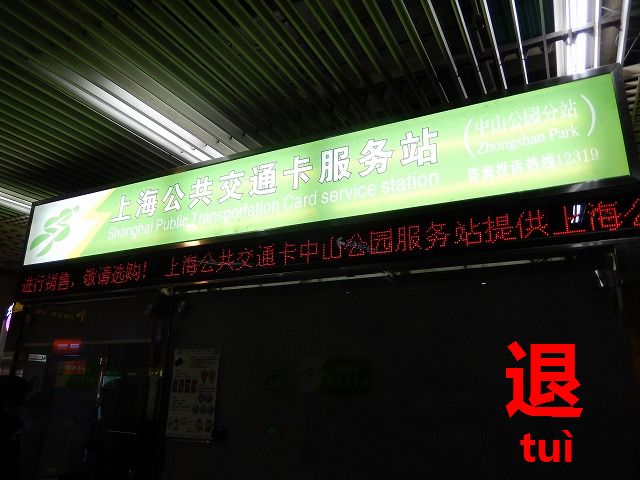 上海公共交通卡服务站
Shanghai Public Transportation Card service station
(中山公园分站
Zhongshan Park)
咨询投诉热线12319
进行销售，敬请选购！ 上海公共交通卡中山公园服务站提供上海公
退
tuì